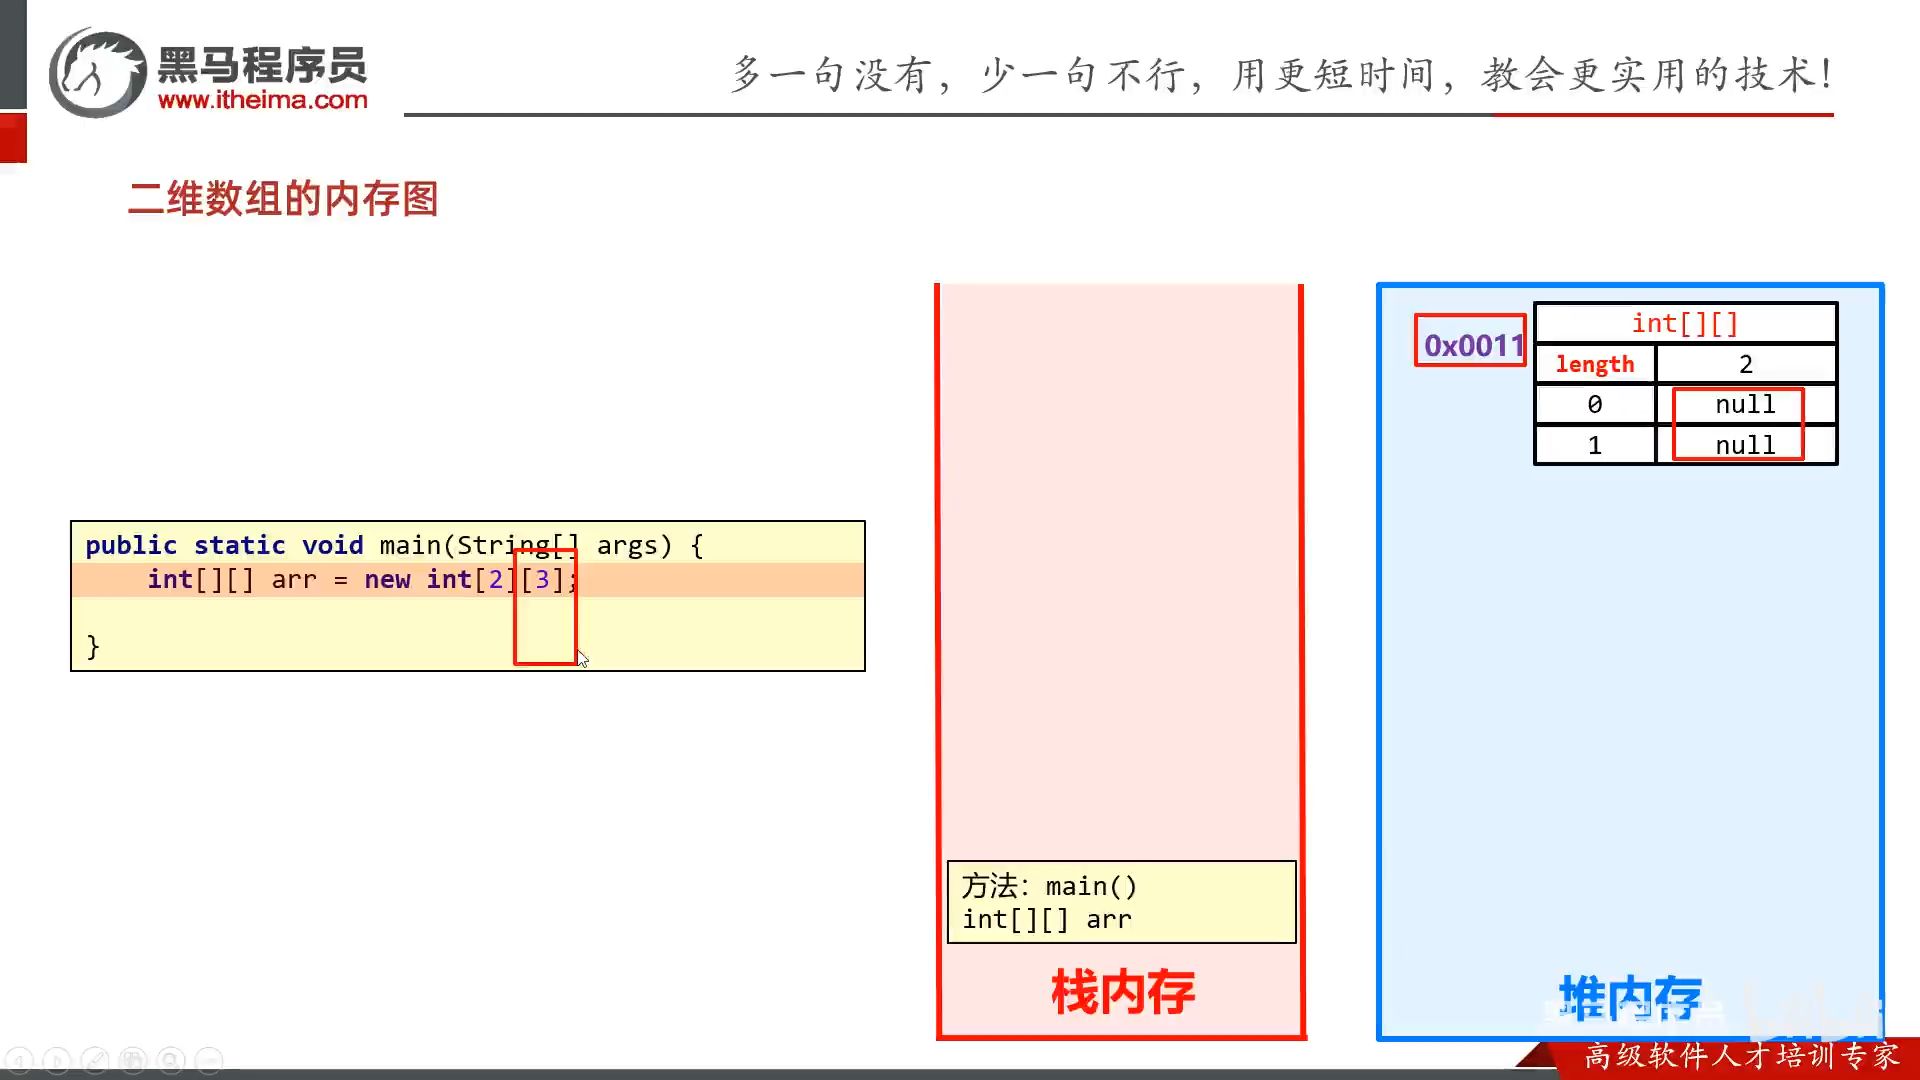 黑马程序员
www.itheima.com
多一句没有，少一句不行，用更短时间，教会更实用的技术！
二维数组的内存图
public static void main(String[] args) {
int[][] arr = new int[2][3];
}
方法：main()
int[][] arr
栈内存
0x0011
int[][]
length 2
0 null
1 null
堆内存
高级软件人才培训专家